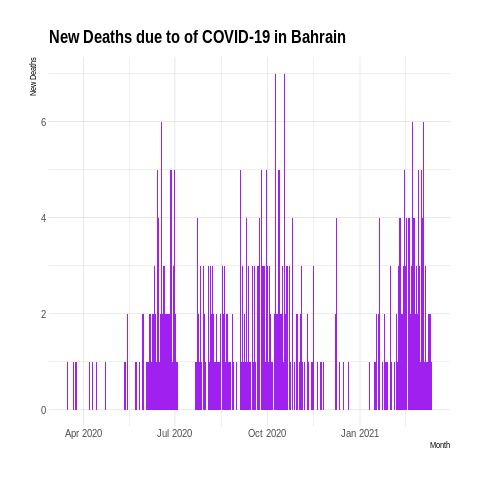 New Deaths due to of COVID-19 in Bahrain
New Deaths
6
4
2
0
Apr 2020 Jul 2020 Oct 2020 Jan 2021
Month